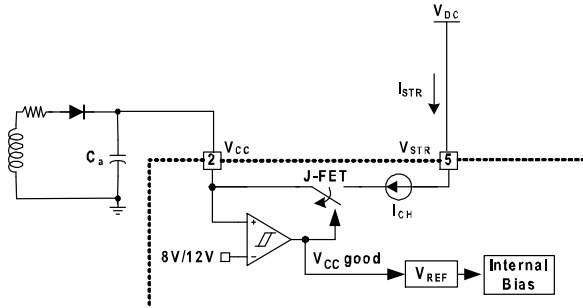 V_DC
I_STR
V_CC
V_STR
C_a
2
5
J-FET
I_CH
+
8V/12V
−
V_CC good
V_REF
Internal
Bias